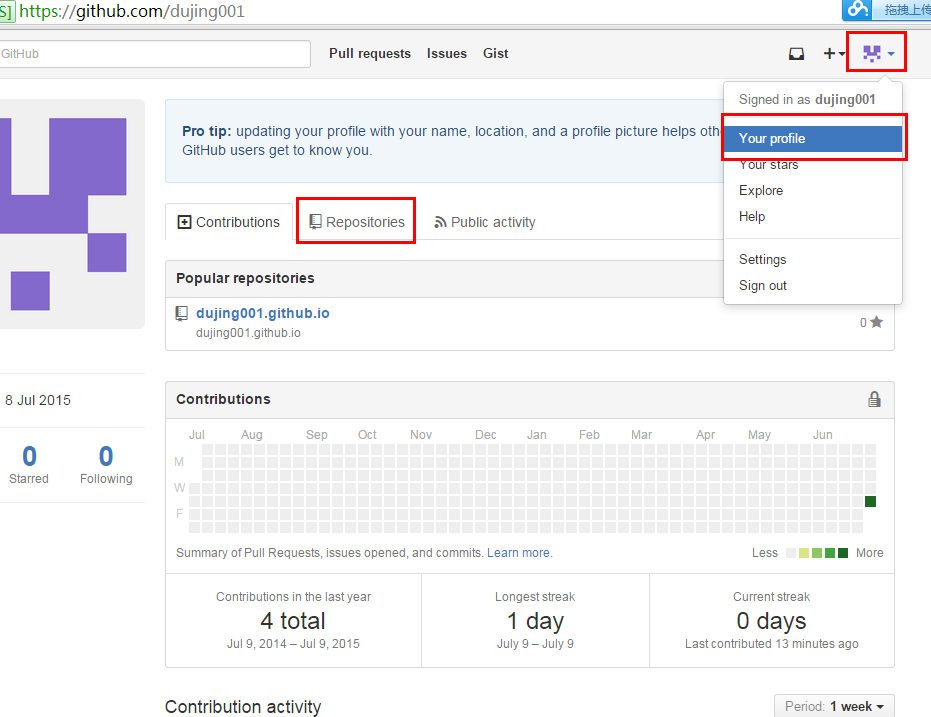 S] https://github.com/dujing001
拖拽上传
GitHub
Pull requests Issues Gist
Signed in as dujing001
Your profile
Your stars
Explore
Help
Settings
Sign out
Pro tip: updating your profile with your name, location, and a profile picture helps othe
GitHub users get to know you.
Contributions Repositories Public activity
Popular repositories
dujing001.github.io
dujing001.github.io
0
8 Jul 2015
0 0
Starred Following
Contributions
Jul Aug Sep Oct Nov Dec Jan Feb Mar Apr May Jun
M
W
F
Summary of Pull Requests, issues opened, and commits. Learn more. Less More
Contributions in the last year
4 total
Jul 9, 2014 – Jul 9, 2015
Longest streak
1 day
July 9 – July 9
Current streak
0 days
Last contributed 13 minutes ago
Contribution activity Period: 1 week